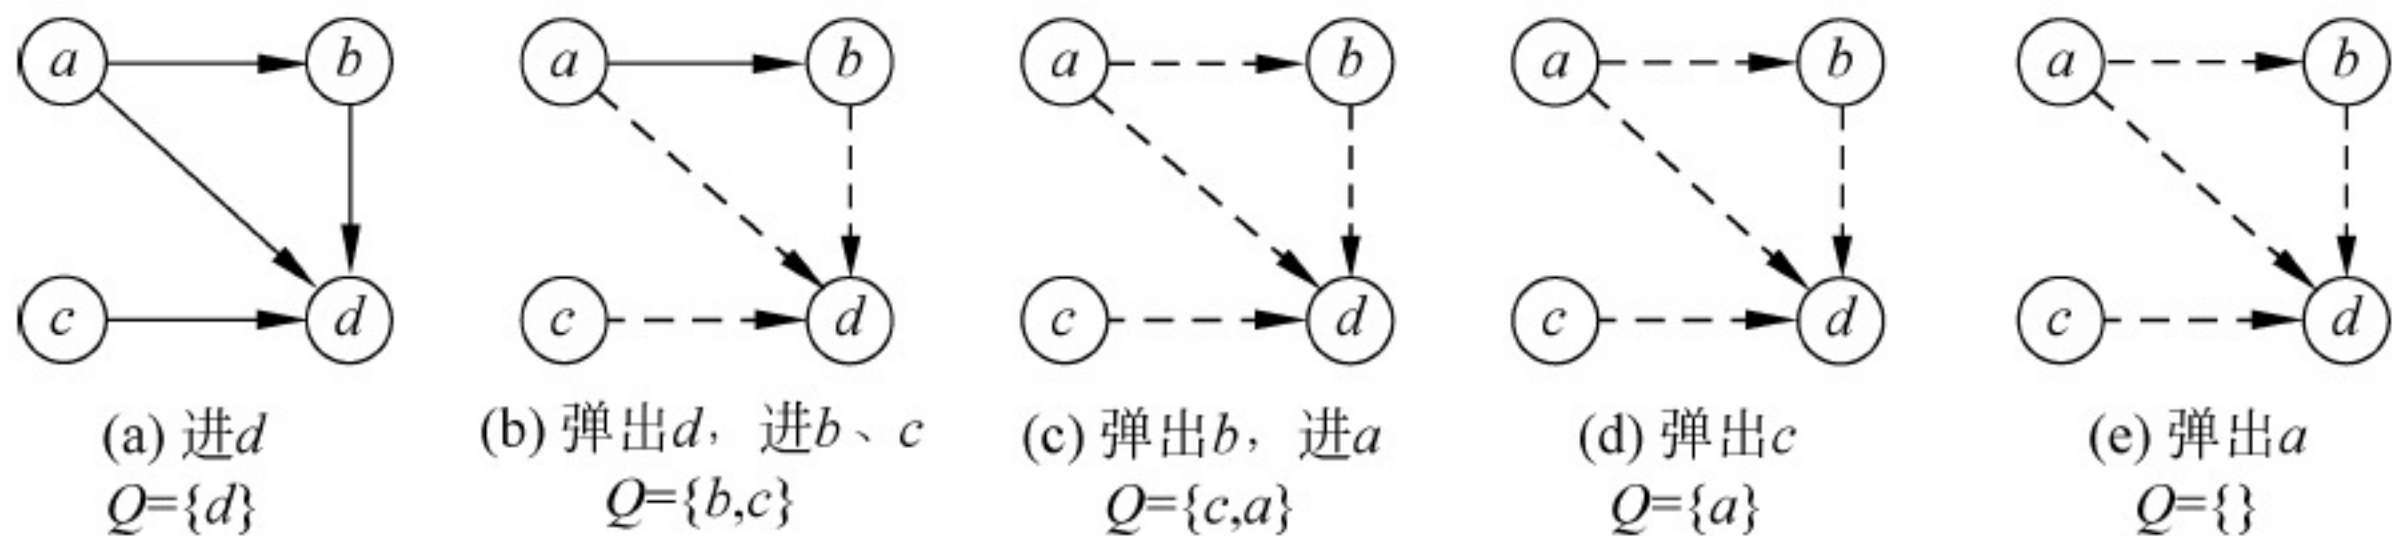 a b a b a b a b a b
c d c d c d c d c d
(a) 进d (b) 弹出d，进b、c (c) 弹出b，进a (d) 弹出c (e) 弹出a
Q={d} Q={b,c} Q={c,a} Q={a} Q={}